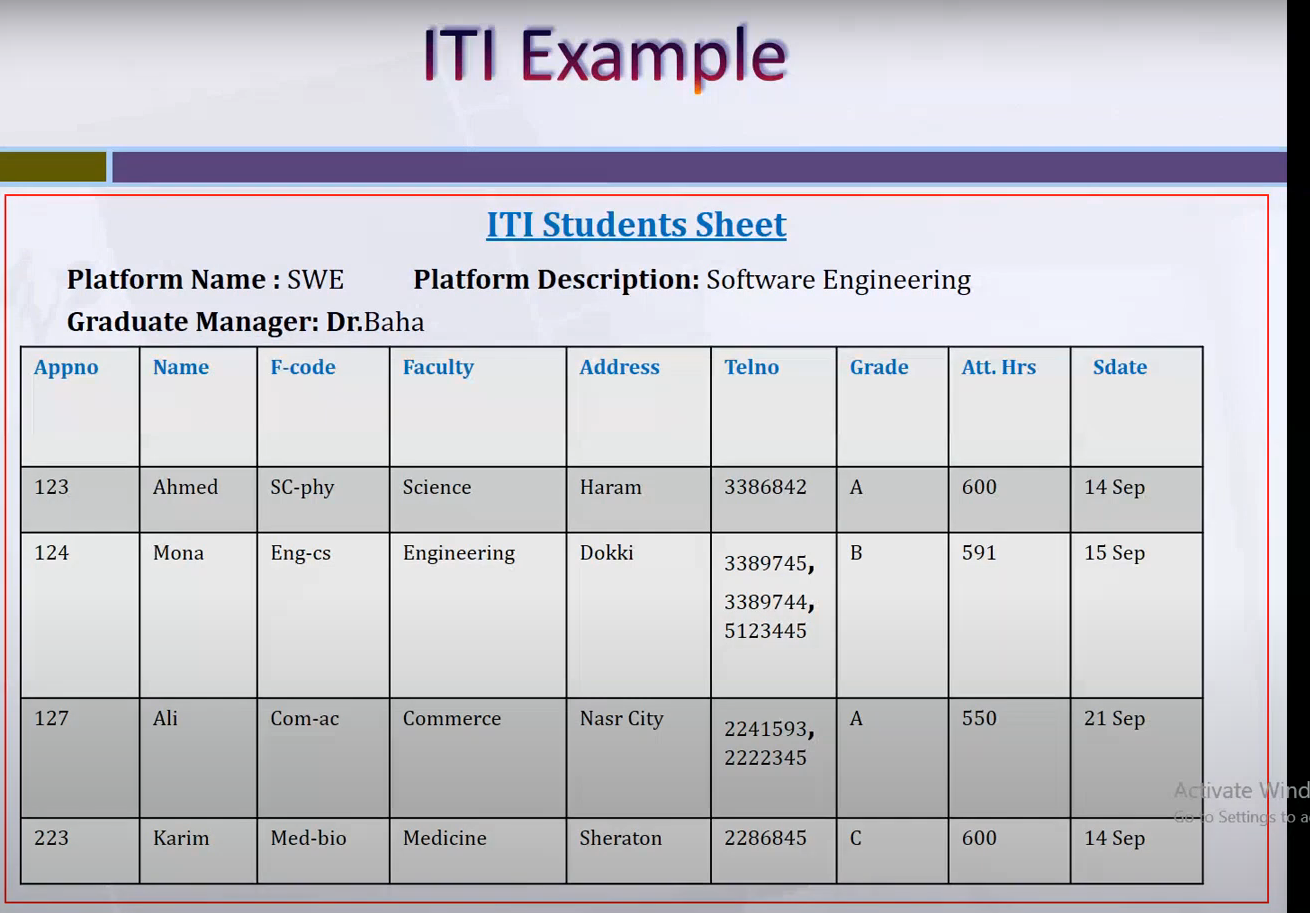 ITI Example
ITI Students Sheet
Platform Name : SWE Platform Description: Software Engineering
Graduate Manager: Dr.Baha
Appno Name F-code Faculty Address Telno Grade Att. Hrs Sdate
123 Ahmed SC-phy Science Haram 3386842 A 600 14 Sep
124 Mona Eng-cs Engineering Dokki 3389745, B 591 15 Sep
3389744,
5123445
127 Ali Com-ac Commerce Nasr City 2241593, A 550 21 Sep
2222345
Activate Wind
Go to Settings to a
223 Karim Med-bio Medicine Sheraton 2286845 C 600 14 Sep